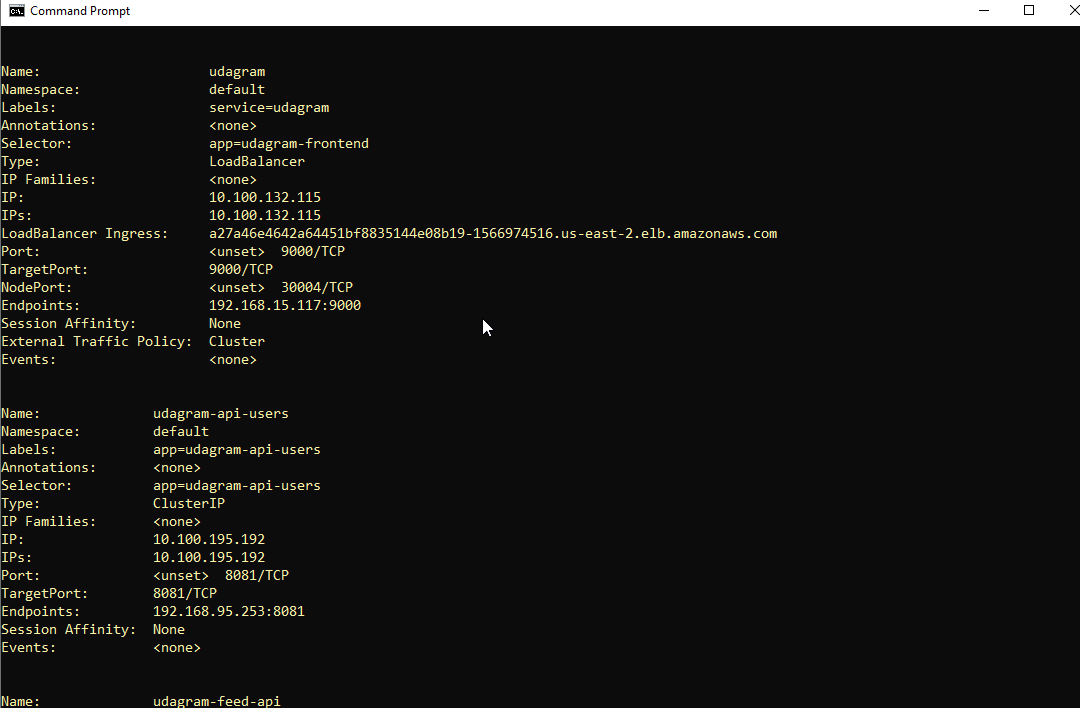 Command Prompt
Name: udagram
Namespace: default
Labels: service=udagram
Annotations: <none>
Selector: app=udagram-frontend
Type: LoadBalancer
IP Families: <none>
IP: 10.100.132.115
IPs: 10.100.132.115
LoadBalancer Ingress: a27a46e4642a64451bf8835144e08b19-1566974516.us-east-2.elb.amazonaws.com
Port: <unset> 9000/TCP
TargetPort: 9000/TCP
NodePort: <unset> 30004/TCP
Endpoints: 192.168.15.117:9000
Session Affinity: None
External Traffic Policy: Cluster
Events: <none>
Name: udagram-api-users
Namespace: default
Labels: app=udagram-api-users
Annotations: <none>
Selector: app=udagram-api-users
Type: ClusterIP
IP Families: <none>
IP: 10.100.195.192
IPs: 10.100.195.192
Port: <unset> 8081/TCP
TargetPort: 8081/TCP
Endpoints: 192.168.95.253:8081
Session Affinity: None
Events: <none>
Name: udagram-feed-api